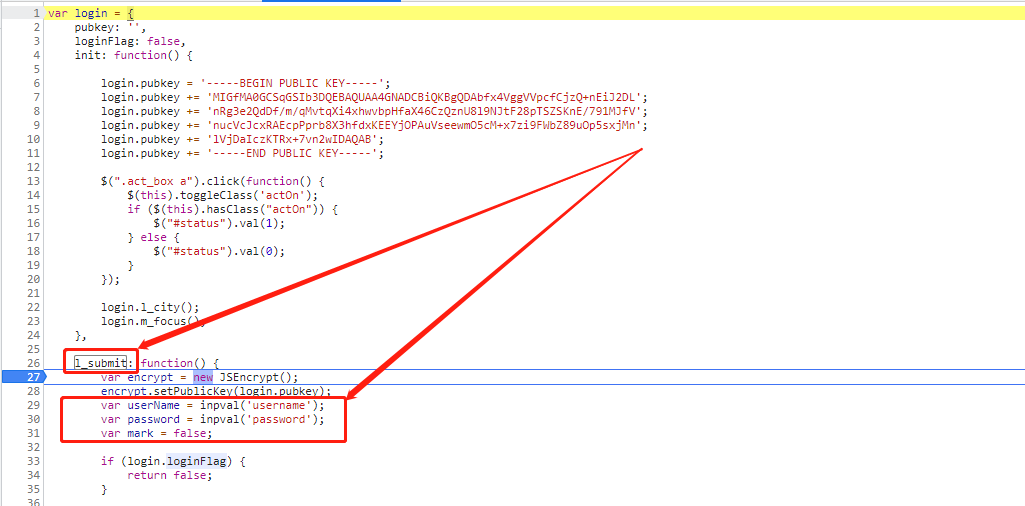 1 var login = {
2 pubkey: '',
3 loginFlag: false,
4 init: function() {
5
6 login.pubkey = '-----BEGIN PUBLIC KEY-----';
7 login.pubkey += 'MIGfMA0GCSqGSIb3DQEBAQUAA4GNADCBiQKBgQDAbfx4VggVVpcfCjzQ+nEiJ2DL';
8 login.pubkey += 'nRg3e2QdDf/m/qMvtqXi4xhwvbpHfaX46CzQznU8l9NJtF28pTSZSKnE/791MJfV';
9 login.pubkey += 'nucVcJcxRAEcpPprb8X3hfdxKEEYjOPAuVseewmO5cM+x7zi9FWbZ89uOp5sxjMn';
10 login.pubkey += 'lVjDaIczKTRx+7vn2wIDAQAB';
11 login.pubkey += '-----END PUBLIC KEY-----';
12
13 $(".act_box a").click(function() {
14 $(this).toggleClass('actOn');
15 if ($(this).hasClass("actOn")) {
16 $("#status").val(1);
17 } else {
18 $("#status").val(0);
19 }
20 });
21
22 login.l_city();
23 login.m_focus();
24 },
25
26 l_submit: function() {
27 var encrypt = new JSEncrypt();
28 encrypt.setPublicKey(login.pubkey);
29 var userName = inpval('username');
30 var password = inpval('password');
31 var mark = false;
32
33 if (login.loginFlag) {
34 return false;
35 }
36